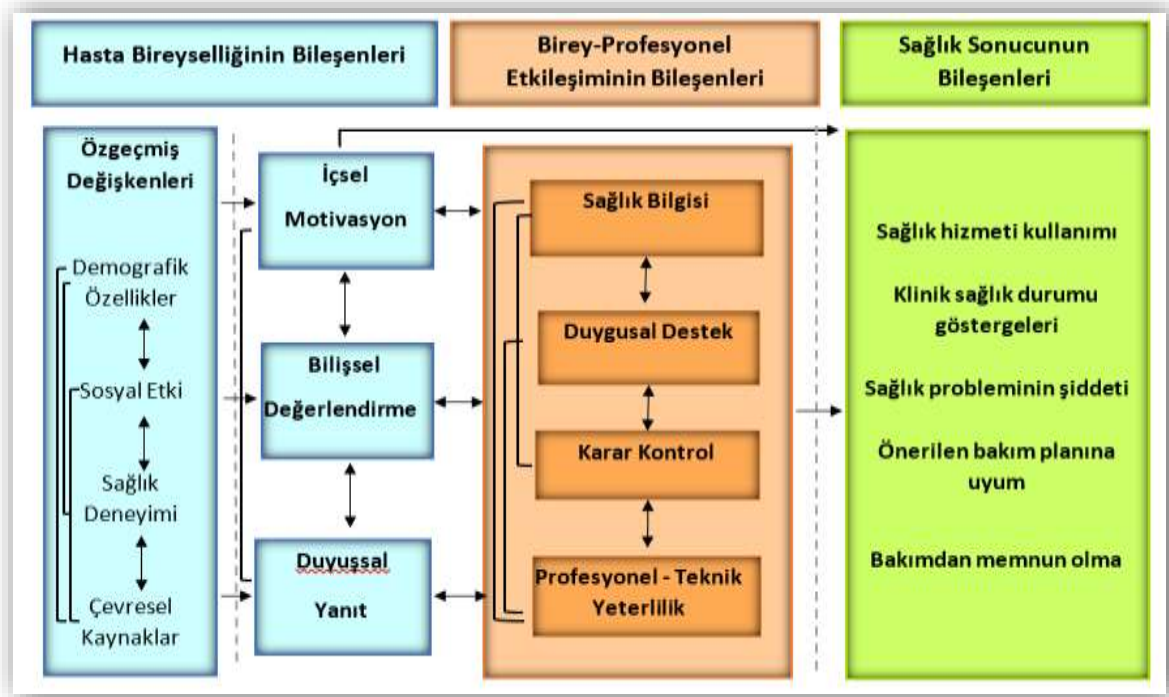 Hasta Bireyselliğinin Bileşenleri
Birey-Profesyonel
Etkileşiminin Bileşenleri
Sağlık Sonucunun
Bileşenleri
Özgeçmiş
Değişkenleri
Demografik
Özellikler
Sosyal Etki
Sağlık
Deneyimi
Çevresel
Kaynaklar
İçsel
Motivasyon
Bilişsel
Değerlendirme
Duyuşsal
Yanıt
Sağlık Bilgisi
Duygusal Destek
Karar Kontrol
Profesyonel - Teknik
Yeterlilik
Sağlık hizmeti kullanımı
Klinik sağlık durumu
göstergeleri
Sağlık probleminin şiddeti
Önerilen bakım planına
uyum
Bakımdan memnun olma